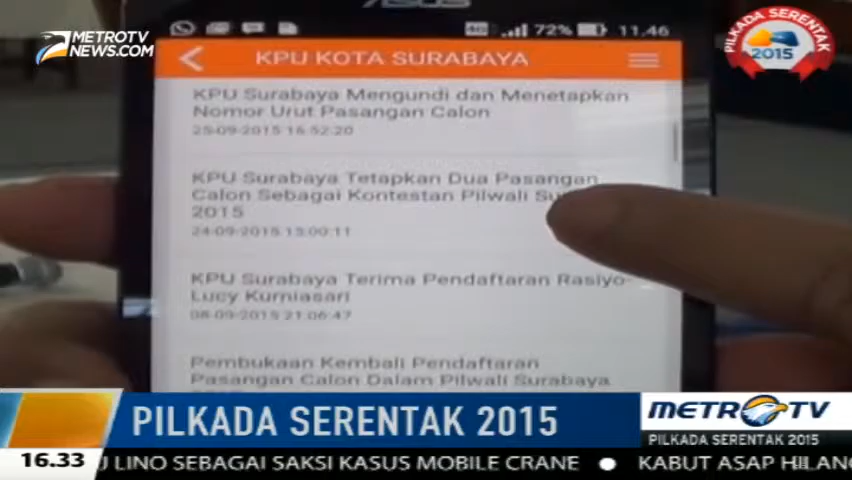 METROTV
NEWS.COM
ASUS
4G 72% 11.46
PILKADA SERENTAK
2015
KPU KOTA SURABAYA
KPU Surabaya Mengundi dan Menetapkan
Nomor Urut Pasangan Calon
25-09-2015 16:52:20
KPU Surabaya Tetapkan Dua Pasangan
Calon Sebagai Kontestan Pilwali
2015
24-09-2015 13:00:11
KPU Surabaya Terima Pendaftaran Rasiyo-
Lucy Kurniasari
08-09-2015 21:06:47
Pembukaan Kembali Pendaftaran
Pasangan Calon Dalam Pilwali Surabaya
PILKADA SERENTAK 2015
METRO TV
PILKADA SERENTAK 2015
16.33
LINO SEBAGAI SAKSI KASUS MOBILE CRANE ● KABUT ASAP